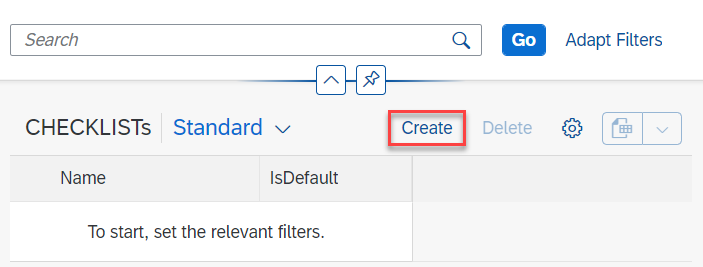 Search Go Adapt Filters
CHECKLISTs Standard Create Delete
Name IsDefault
To start, set the relevant filters.